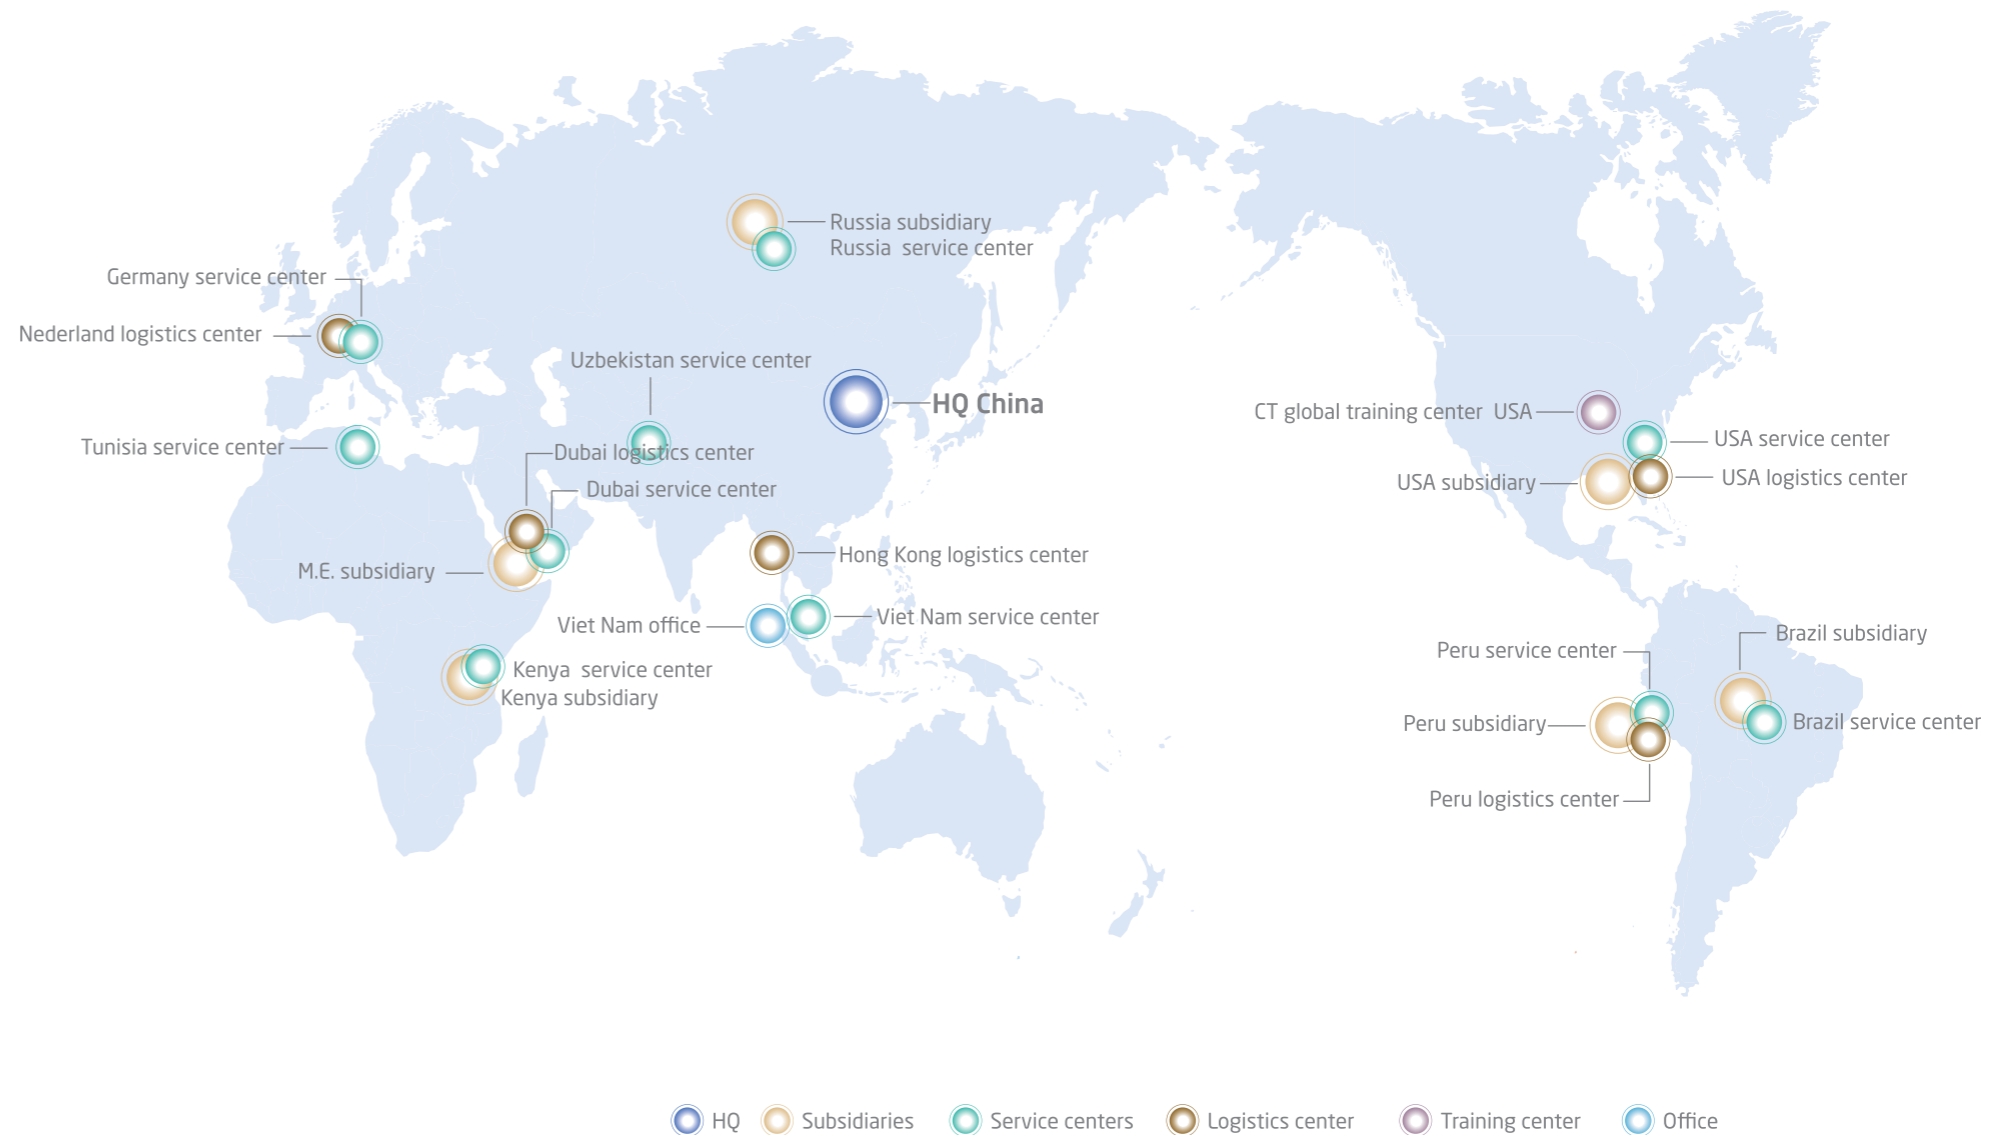 Russia subsidiary
Russia service center
Germany service center
Nederland logistics center
Uzbekistan service center
HQ China
CT global training center USA
Tunisia service center
Dubai logistics center
USA service center
Dubai service center
USA subsidiary
USA logistics center
Hong Kong logistics center
M.E. subsidiary
Viet Nam office
Viet Nam service center
Brazil subsidiary
Peru service center
Kenya service center
Kenya subsidiary
Peru subsidiary
Brazil service center
Peru logistics center
HQ Subsidiaries Service centers Logistics center Training center Office